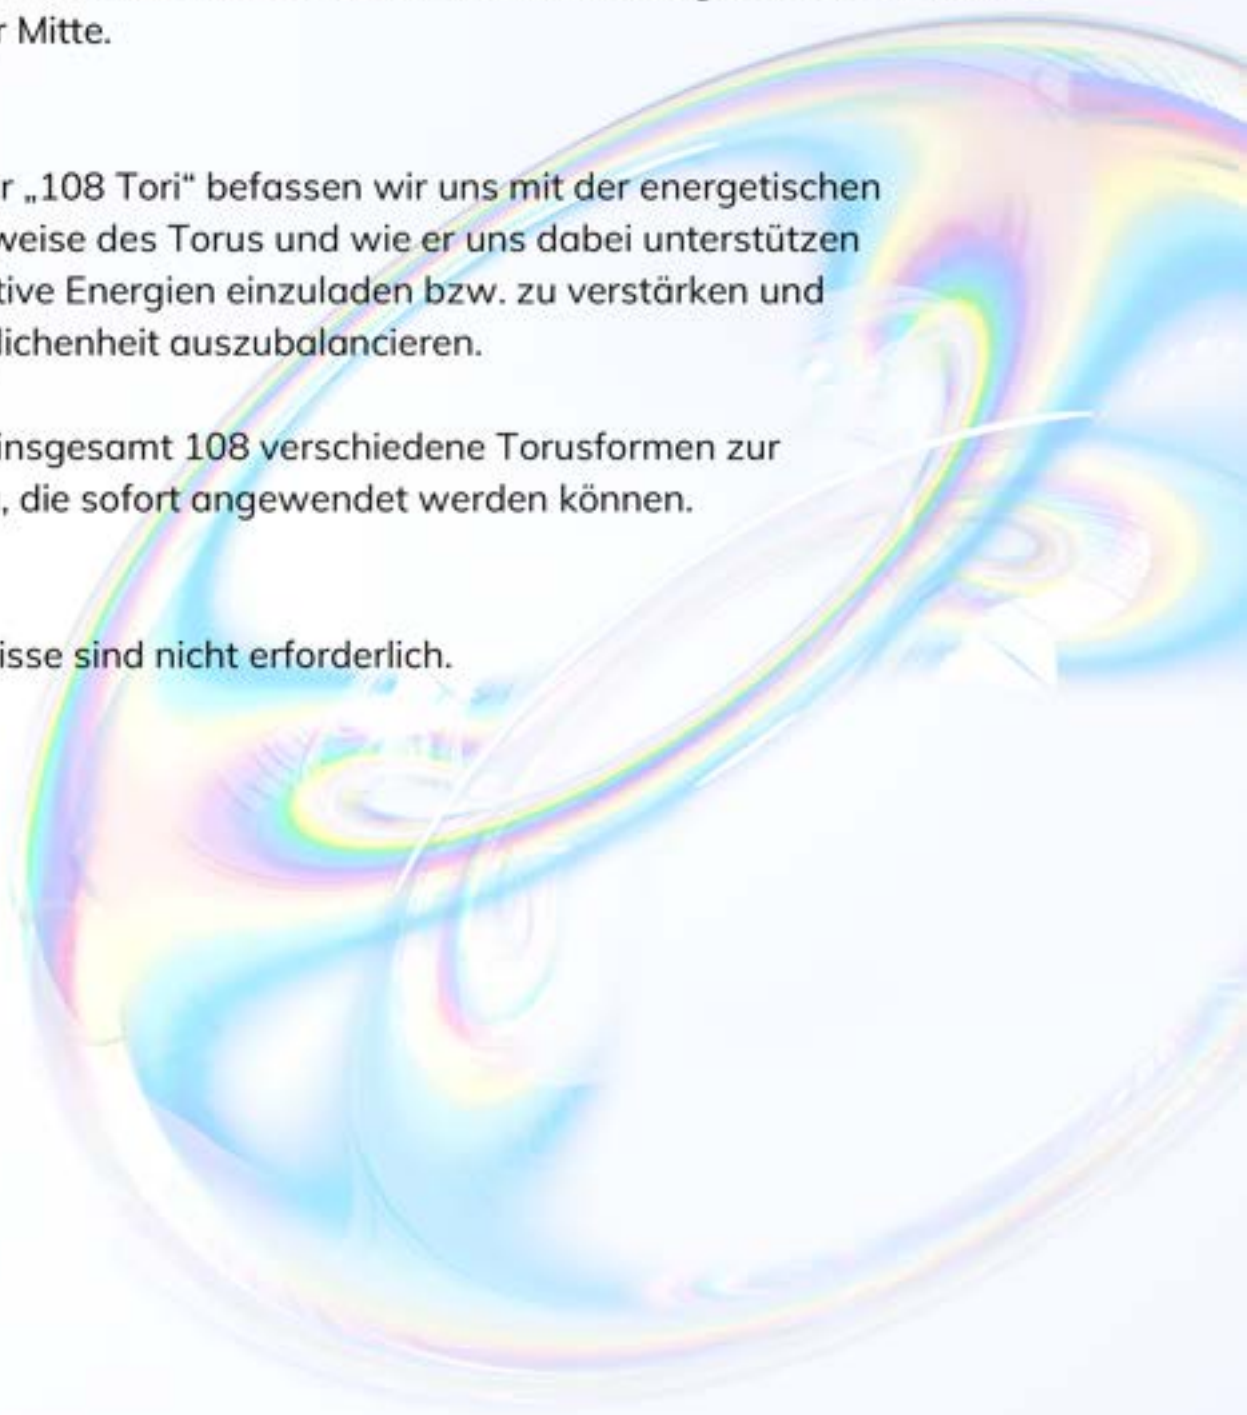 r Mitte.
r „108 Tori“ befassen wir uns mit der energetischen
weise des Torus und wie er uns dabei unterstützen
tive Energien einzuladen bzw. zu verstärken und
lichenheit auszubalancieren.
insgesamt 108 verschiedene Torusformen zur
, die sofort angewendet werden können.
isse sind nicht erforderlich.